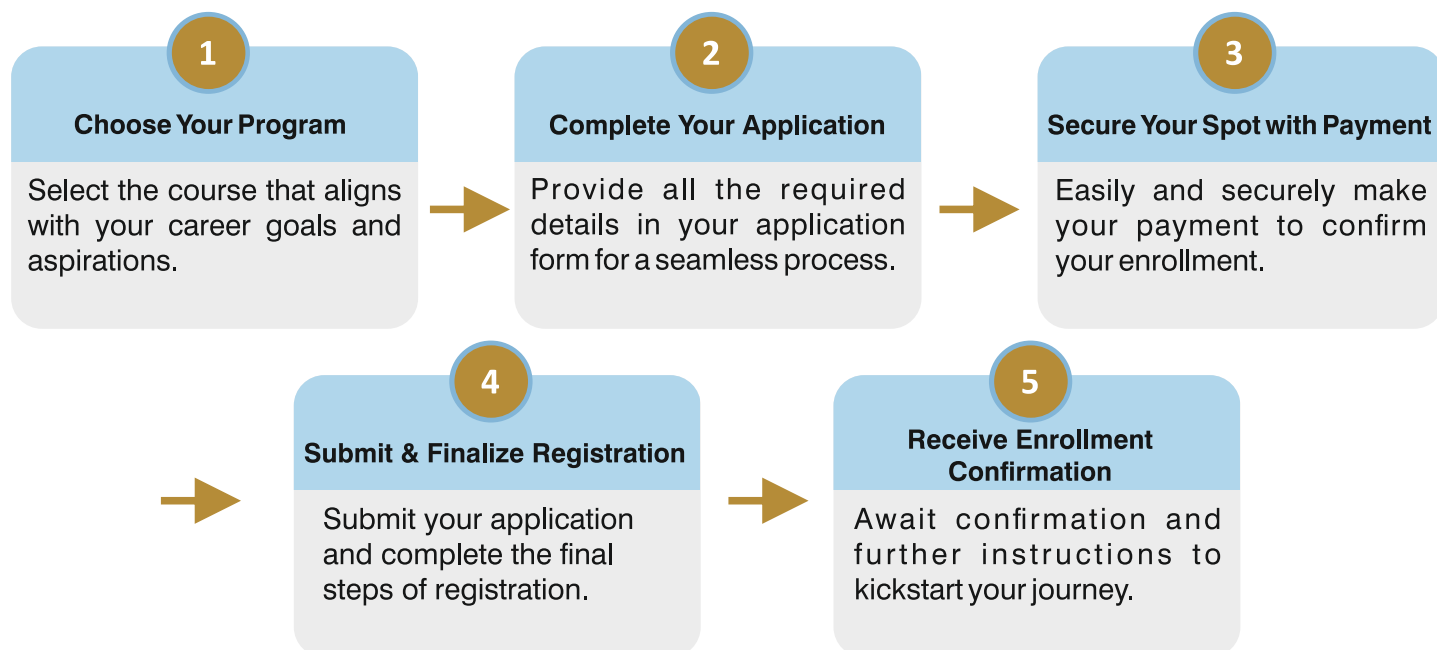 1
Choose Your Program
Select the course that aligns
with your career goals and
aspirations.
2
Complete Your Application
Provide all the required
details in your application
form for a seamless process.
3
Secure Your Spot with Payment
Easily and securely make
your payment to confirm
your enrollment.
4
Submit & Finalize Registration
Submit your application
and complete the final
steps of registration.
5
Receive Enrollment
Confirmation
Await confirmation and
further instructions to
kickstart your journey.